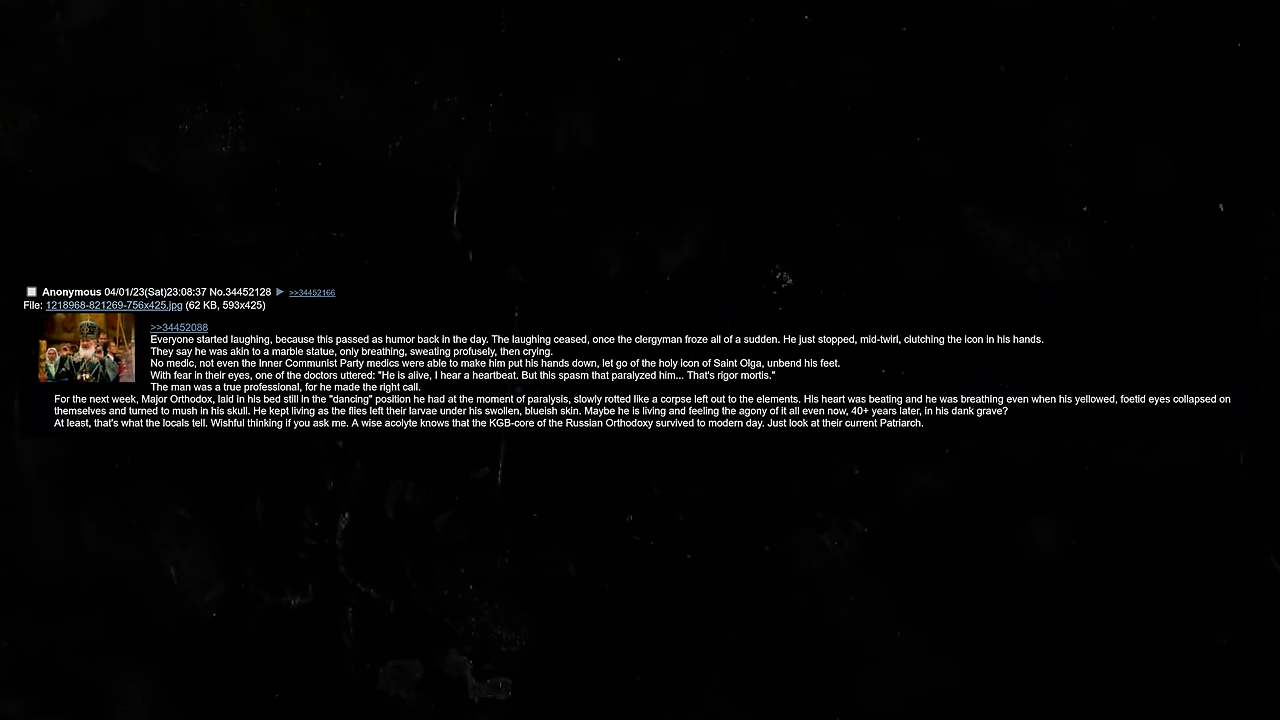 Anonymous 04/01/23(Sat)23:08:37 No.34452128 ▶ >>34452166
File: 1218968-821269-756x425.jpg (62 KB, 593x425)
>>34452088
Everyone started laughing, because this passed as humor back in the day. The laughing ceased, once the clergyman froze all of a sudden. He just stopped, mid-twirl, clutching the icon in his hands.
They say he was akin to a marble statue, only breathing, sweating profusely, then crying.
No medic, not even the Inner Communist Party medics were able to make him put his hands down, let go of the holy icon of Saint Olga, unbend his feet.
With fear in their eyes, one of the doctors uttered: "He is alive, I hear a heartbeat. But this spasm that paralyzed him... That's rigor mortis."
The man was a true professional, for he made the right call.
For the next week, Major Orthodox, laid in his bed still in the "dancing" position he had at the moment of paralysis, slowly rotted like a corpse left out to the elements. His heart was beating and he was breathing even when his yellowed, foetid eyes collapsed on
themselves and turned to mush in his skull. He kept living as the flies left their larvae under his swollen, blueish skin. Maybe he is living and feeling the agony of it all even now, 40+ years later, in his dank grave?
At least, that's what the locals tell. Wishful thinking if you ask me. A wise acolyte knows that the KGB-core of the Russian Orthodoxy survived to modern day. Just look at their current Patriarch.